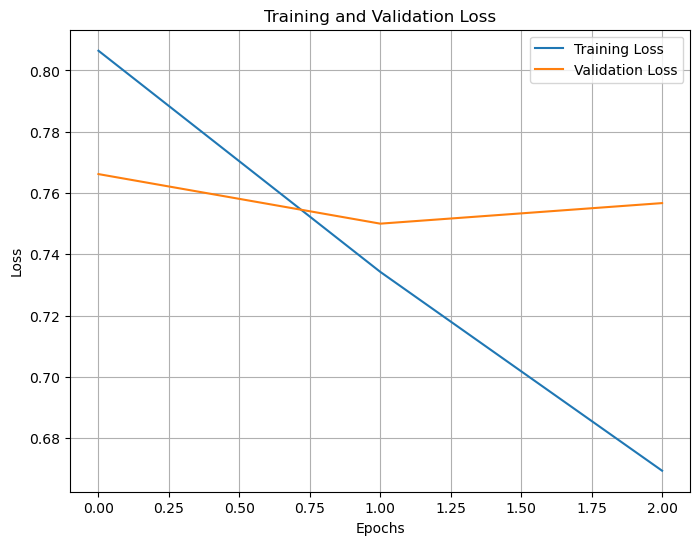 Training and Validation Loss
Training Loss
Validation Loss
0.80
0.78
0.76
0.74
0.72
0.70
0.68
Loss
0.00 0.25 0.50 0.75 1.00 1.25 1.50 1.75 2.00
Epochs